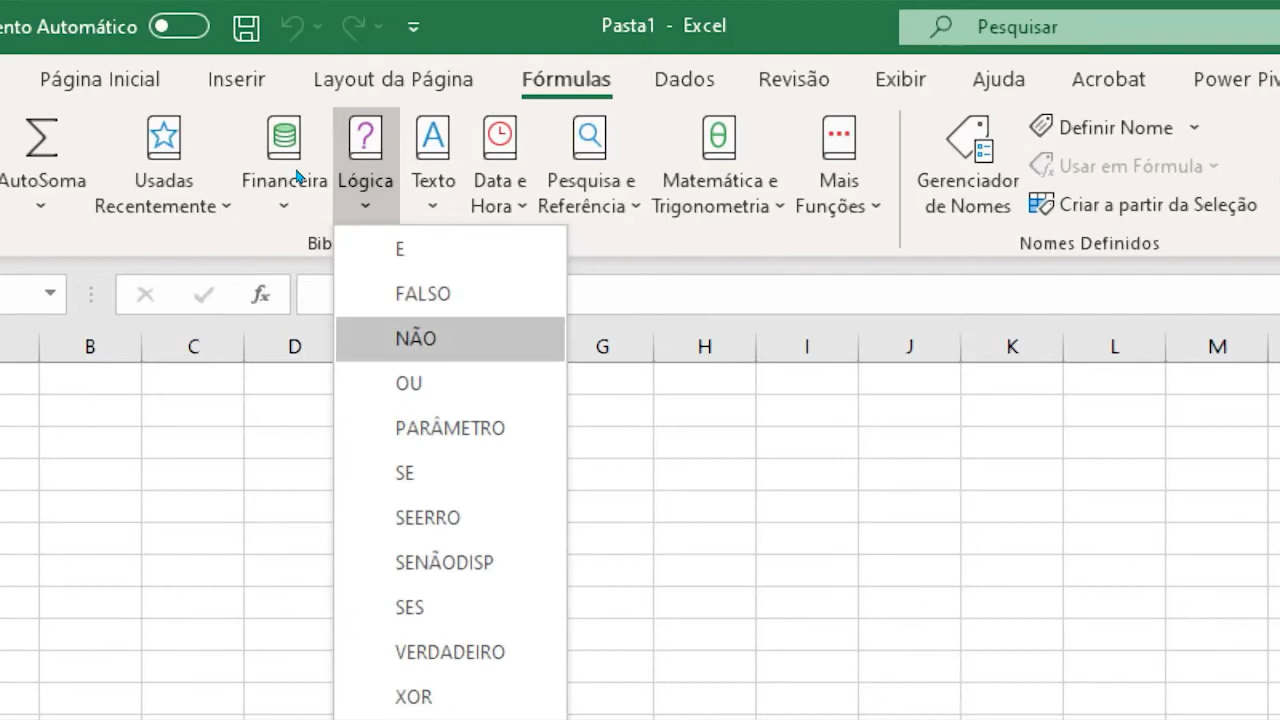 ento Automático
Pasta1 - Excel
Pesquisar
Página Inicial Inserir Layout da Página Fórmulas Dados Revisão Exibir Ajuda Acrobat Power Piv
AutoSoma
Usadas
Recentemente
Financeira
Lógica
Texto
Data e
Hora
Pesquisa e
Referência
Matemática e
Trigonometria
Mais
Funções
Gerenciador
de Nomes
Definir Nome
Usar em Fórmula
Criar a partir da Seleção
Bib
Nomes Definidos
fx
B C D G H I J K L M
E
FALSO
NÃO
OU
PARÂMETRO
SE
SEERRO
SENÃODISP
SES
VERDADEIRO
XOR